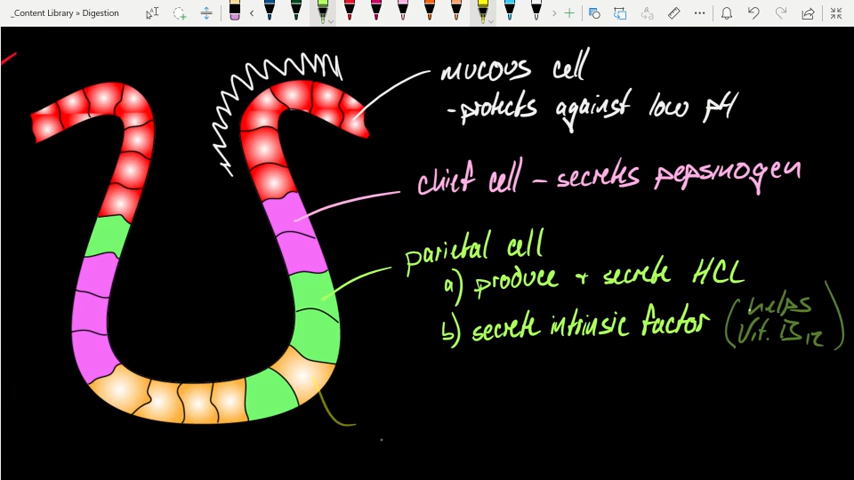 _Content Library » Digestion
mucous cell
-protects against low pH
chief cell - secretes pepsinogen
parietal cell
a) produce + secrete HCL
b) secrete intrinsic factor (helps
Vit. B12)